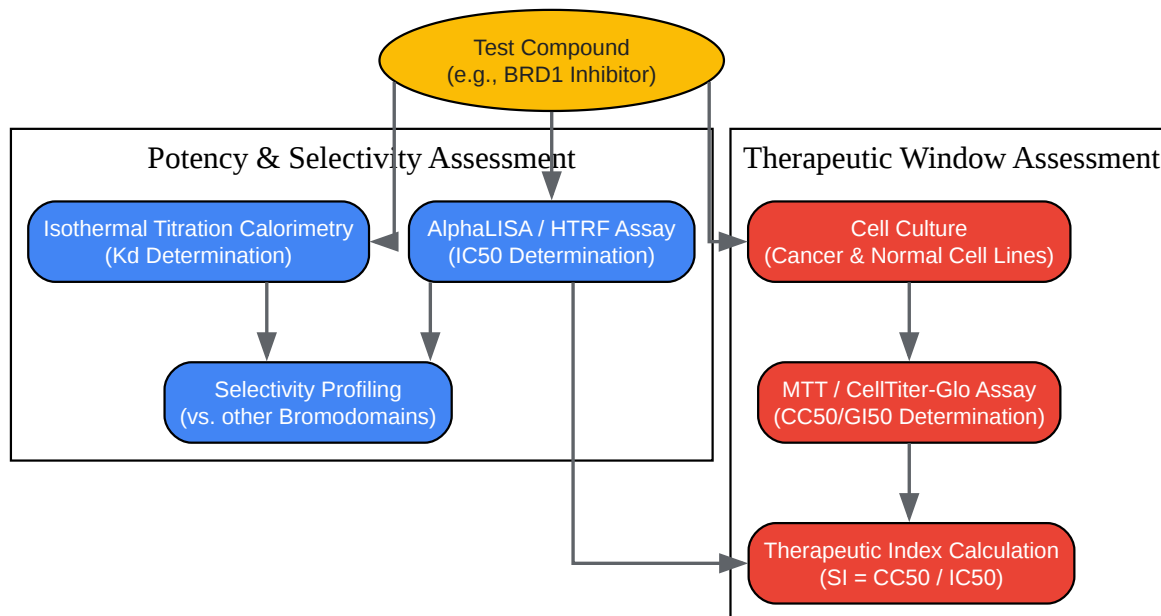 Test Compound
(e.g., BRD1 Inhibitor)
Potency & Selectivity Assessment
Therapeutic Window Assessment
Isothermal Titration Calorimetry
(Kd Determination)
AlphaLISA / HTRF Assay
(IC50 Determination)
Cell Culture
(Cancer & Normal Cell Lines)
Selectivity Profiling
(vs. other Bromodomains)
MTT / CellTiter-Glo Assay
(CC50/GI50 Determination)
Therapeutic Index Calculation
(SI = CC50 / IC50)